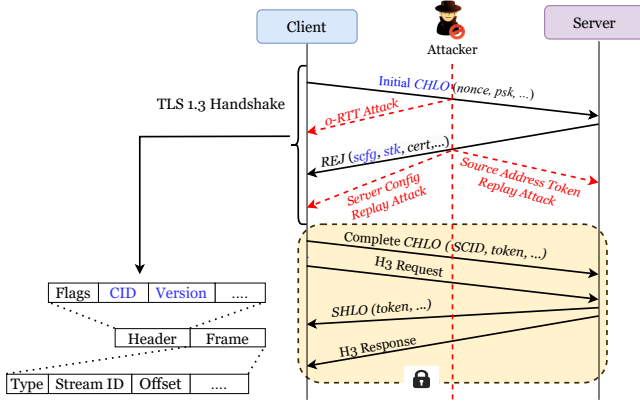 Client
Attacker
Server
TLS 1.3 Handshake
Initial CHLO (nonce, psk, ...)
0-RTT Attack
REJ (scfg, stk, cert,...)
Server Config
Replay Attack
Source Address Token
Replay Attack
Complete CHLO ( SCID, token, ...)
H3 Request
SHLO (token, ...)
H3 Response
Flags CID Version ....
Header Frame
Type Stream ID Offset ....